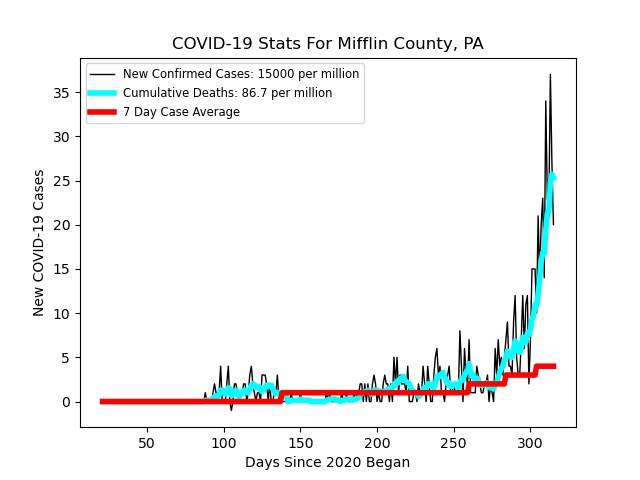 COVID-19 Stats For Mifflin County, PA
New Confirmed Cases: 15000 per million
Cumulative Deaths: 86.7 per million
7 Day Case Average
New COVID-19 Cases
35
30
25
20
15
10
5
0
50
100
150
200
250
300
Days Since 2020 Began